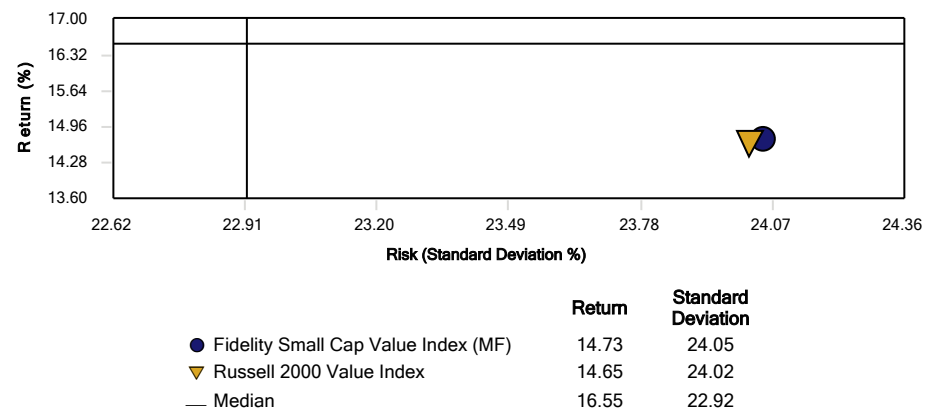 17.00
16.32
15.64
14.96
14.28
13.60
Return (%)
22.62 22.91 23.20 23.49 23.78 24.07 24.36
Risk (Standard Deviation %)
Return Standard Deviation
Fidelity Small Cap Value Index (MF) 14.73 24.05
Russell 2000 Value Index 14.65 24.02
Median 16.55 22.92